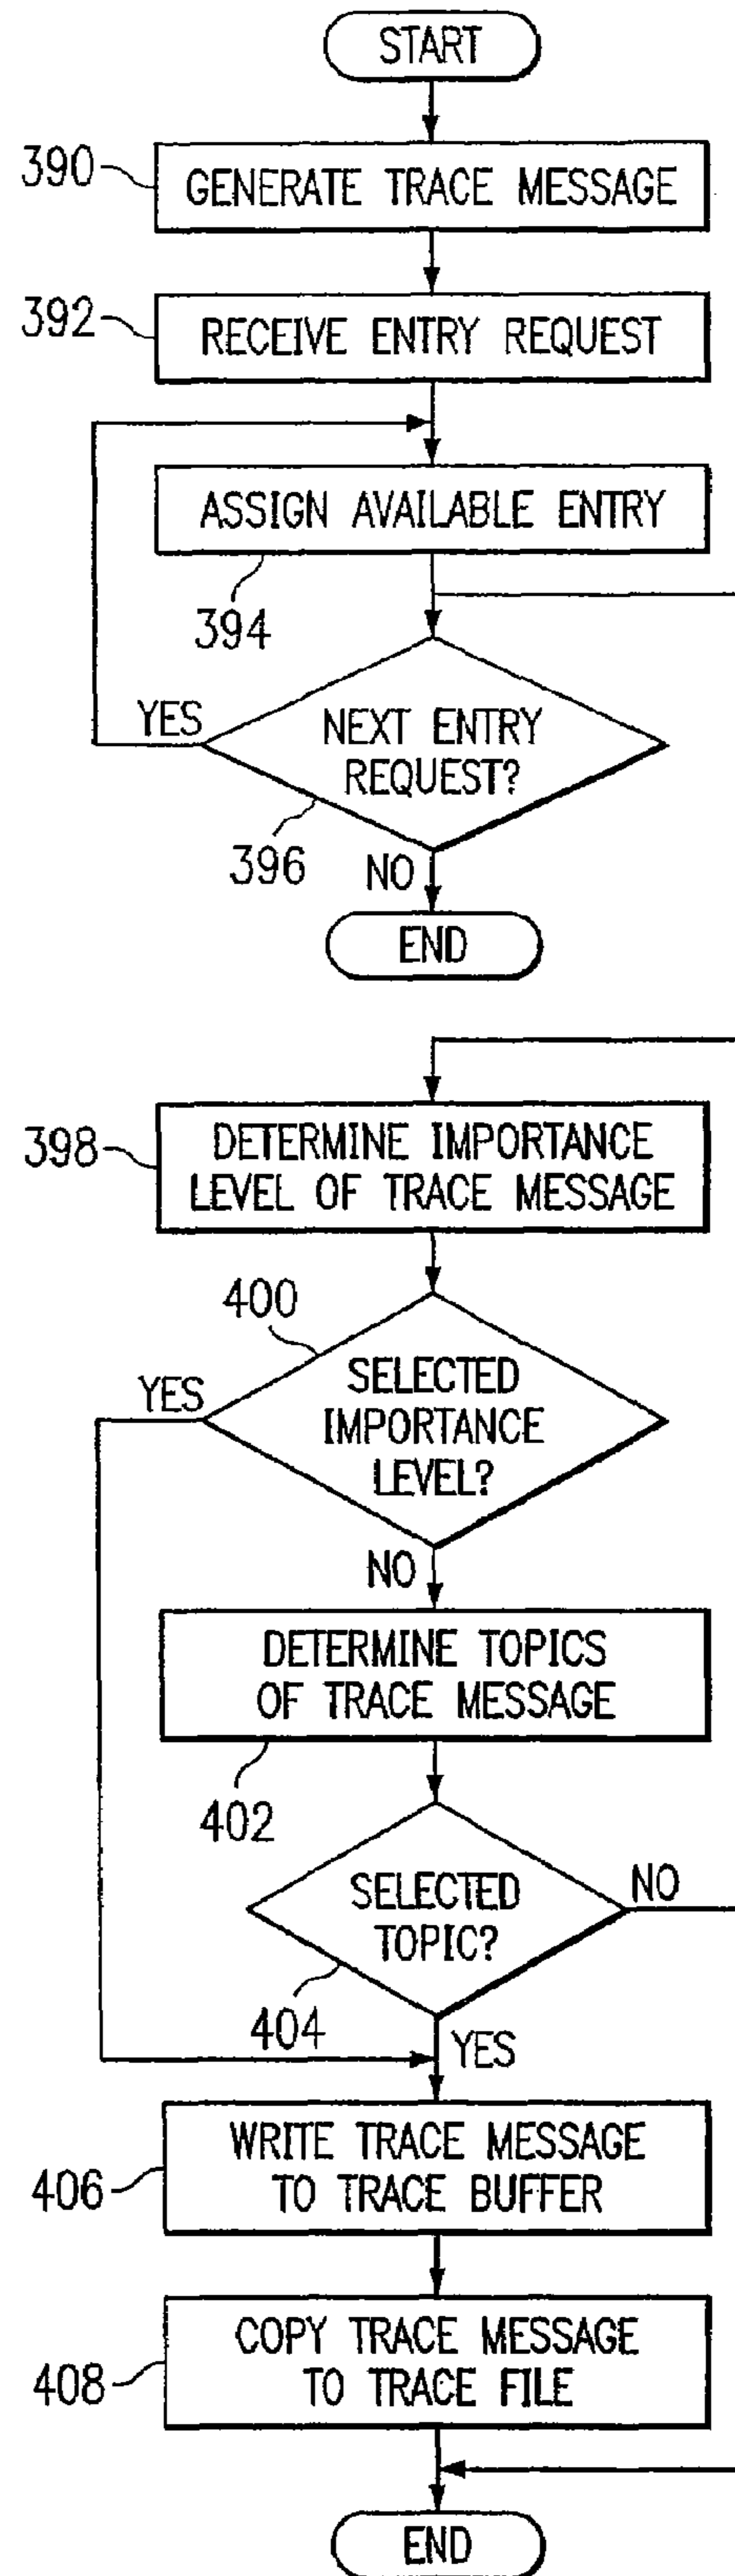 START
390
GENERATE TRACE MESSAGE
392
RECEIVE ENTRY REQUEST
ASSIGN AVAILABLE ENTRY
394
YES
NEXT ENTRY
REQUEST?
396
NO
END
398
DETERMINE IMPORTANCE
LEVEL OF TRACE MESSAGE
400
YES
SELECTED
IMPORTANCE
LEVEL?
NO
DETERMINE TOPICS
OF TRACE MESSAGE
402
SELECTED
TOPIC?
NO
404
YES
406
WRITE TRACE MESSAGE
TO TRACE BUFFER
408
COPY TRACE MESSAGE
TO TRACE FILE
END